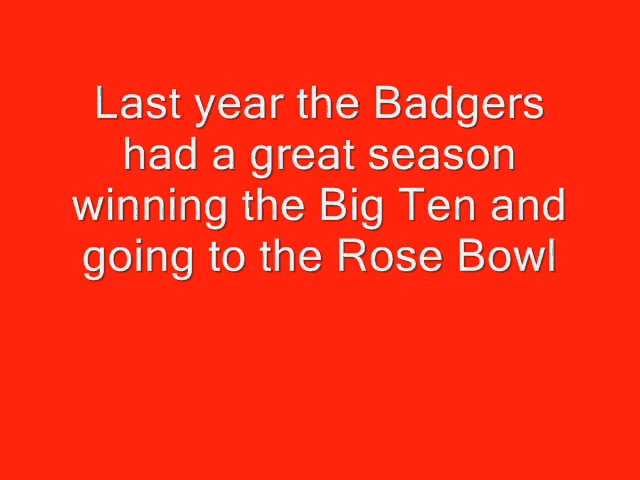 Last year the Badgers
had a great season
winning the Big Ten and
going to the Rose Bowl